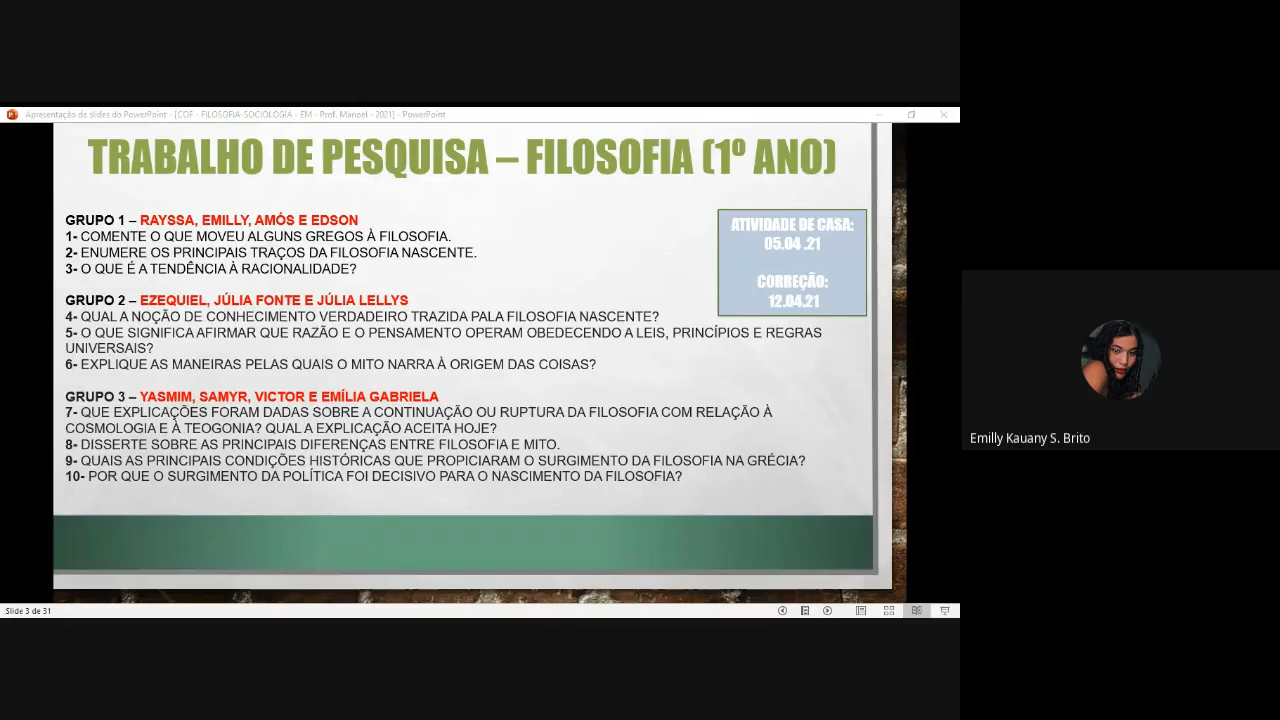 Apresentação de slides do PowerPoint - [COF - FILOSOFIA-SOCIOLOGIA - EM - Prof. Manoel - 2021] - PowerPoint
TRABALHO DE PESQUISA – FILOSOFIA (1º ANO)
GRUPO 1 – RAYSSA, EMILLY, AMÓS E EDSON
1- COMENTE O QUE MOVEU ALGUNS GREGOS À FILOSOFIA.
2- ENUMERE OS PRINCIPAIS TRAÇOS DA FILOSOFIA NASCENTE.
3- O QUE É A TENDÊNCIA À RACIONALIDADE?
ATIVIDADE DE CASA:
05.04 .21
CORREÇÃO:
12.04.21
GRUPO 2 – EZEQUIEL, JÚLIA FONTE E JÚLIA LELLYS
4- QUAL A NOÇÃO DE CONHECIMENTO VERDADEIRO TRAZIDA PALA FILOSOFIA NASCENTE?
5- O QUE SIGNIFICA AFIRMAR QUE RAZÃO E O PENSAMENTO OPERAM OBEDECENDO A LEIS, PRINCÍPIOS E REGRAS
UNIVERSAIS?
6- EXPLIQUE AS MANEIRAS PELAS QUAIS O MITO NARRA À ORIGEM DAS COISAS?
GRUPO 3 – YASMIM, SAMYR, VICTOR E EMÍLIA GABRIELA
7- QUE EXPLICAÇÕES FORAM DADAS SOBRE A CONTINUAÇÃO OU RUPTURA DA FILOSOFIA COM RELAÇÃO À
COSMOLOGIA E À TEOGONIA? QUAL A EXPLICAÇÃO ACEITA HOJE?
8- DISSERTE SOBRE AS PRINCIPAIS DIFERENÇAS ENTRE FILOSOFIA E MITO.
9- QUAIS AS PRINCIPAIS CONDIÇÕES HISTÓRICAS QUE PROPICIARAM O SURGIMENTO DA FILOSOFIA NA GRÉCIA?
10- POR QUE O SURGIMENTO DA POLÍTICA FOI DECISIVO PARA O NASCIMENTO DA FILOSOFIA?
Slide 3 de 31
Emilly Kauany S. Brito